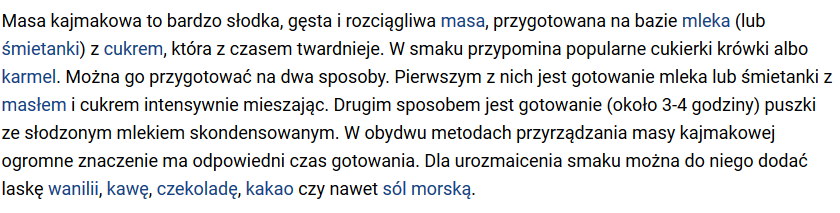 Masa kajmakowa to bardzo słodka, gęsta i rozciągliwa masa, przygotowana na bazie mleka (lub
śmietanki) z cukrem, która z czasem twardnieje. W smaku przypomina popularne cukierki krówki albo
karmel. Można go przygotować na dwa sposoby. Pierwszym z nich jest gotowanie mleka lub śmietanki z
masłem i cukrem intensywnie mieszając. Drugim sposobem jest gotowanie (około 3-4 godziny) puszki
ze słodzonym mlekiem skondensowanym. W obydwu metodach przyrządzania masy kajmakowej
ogromne znaczenie ma odpowiedni czas gotowania. Dla urozmaicenia smaku można do niego dodać
laskę wanilii, kawę, czekoladę, kakao czy nawet sól morską.